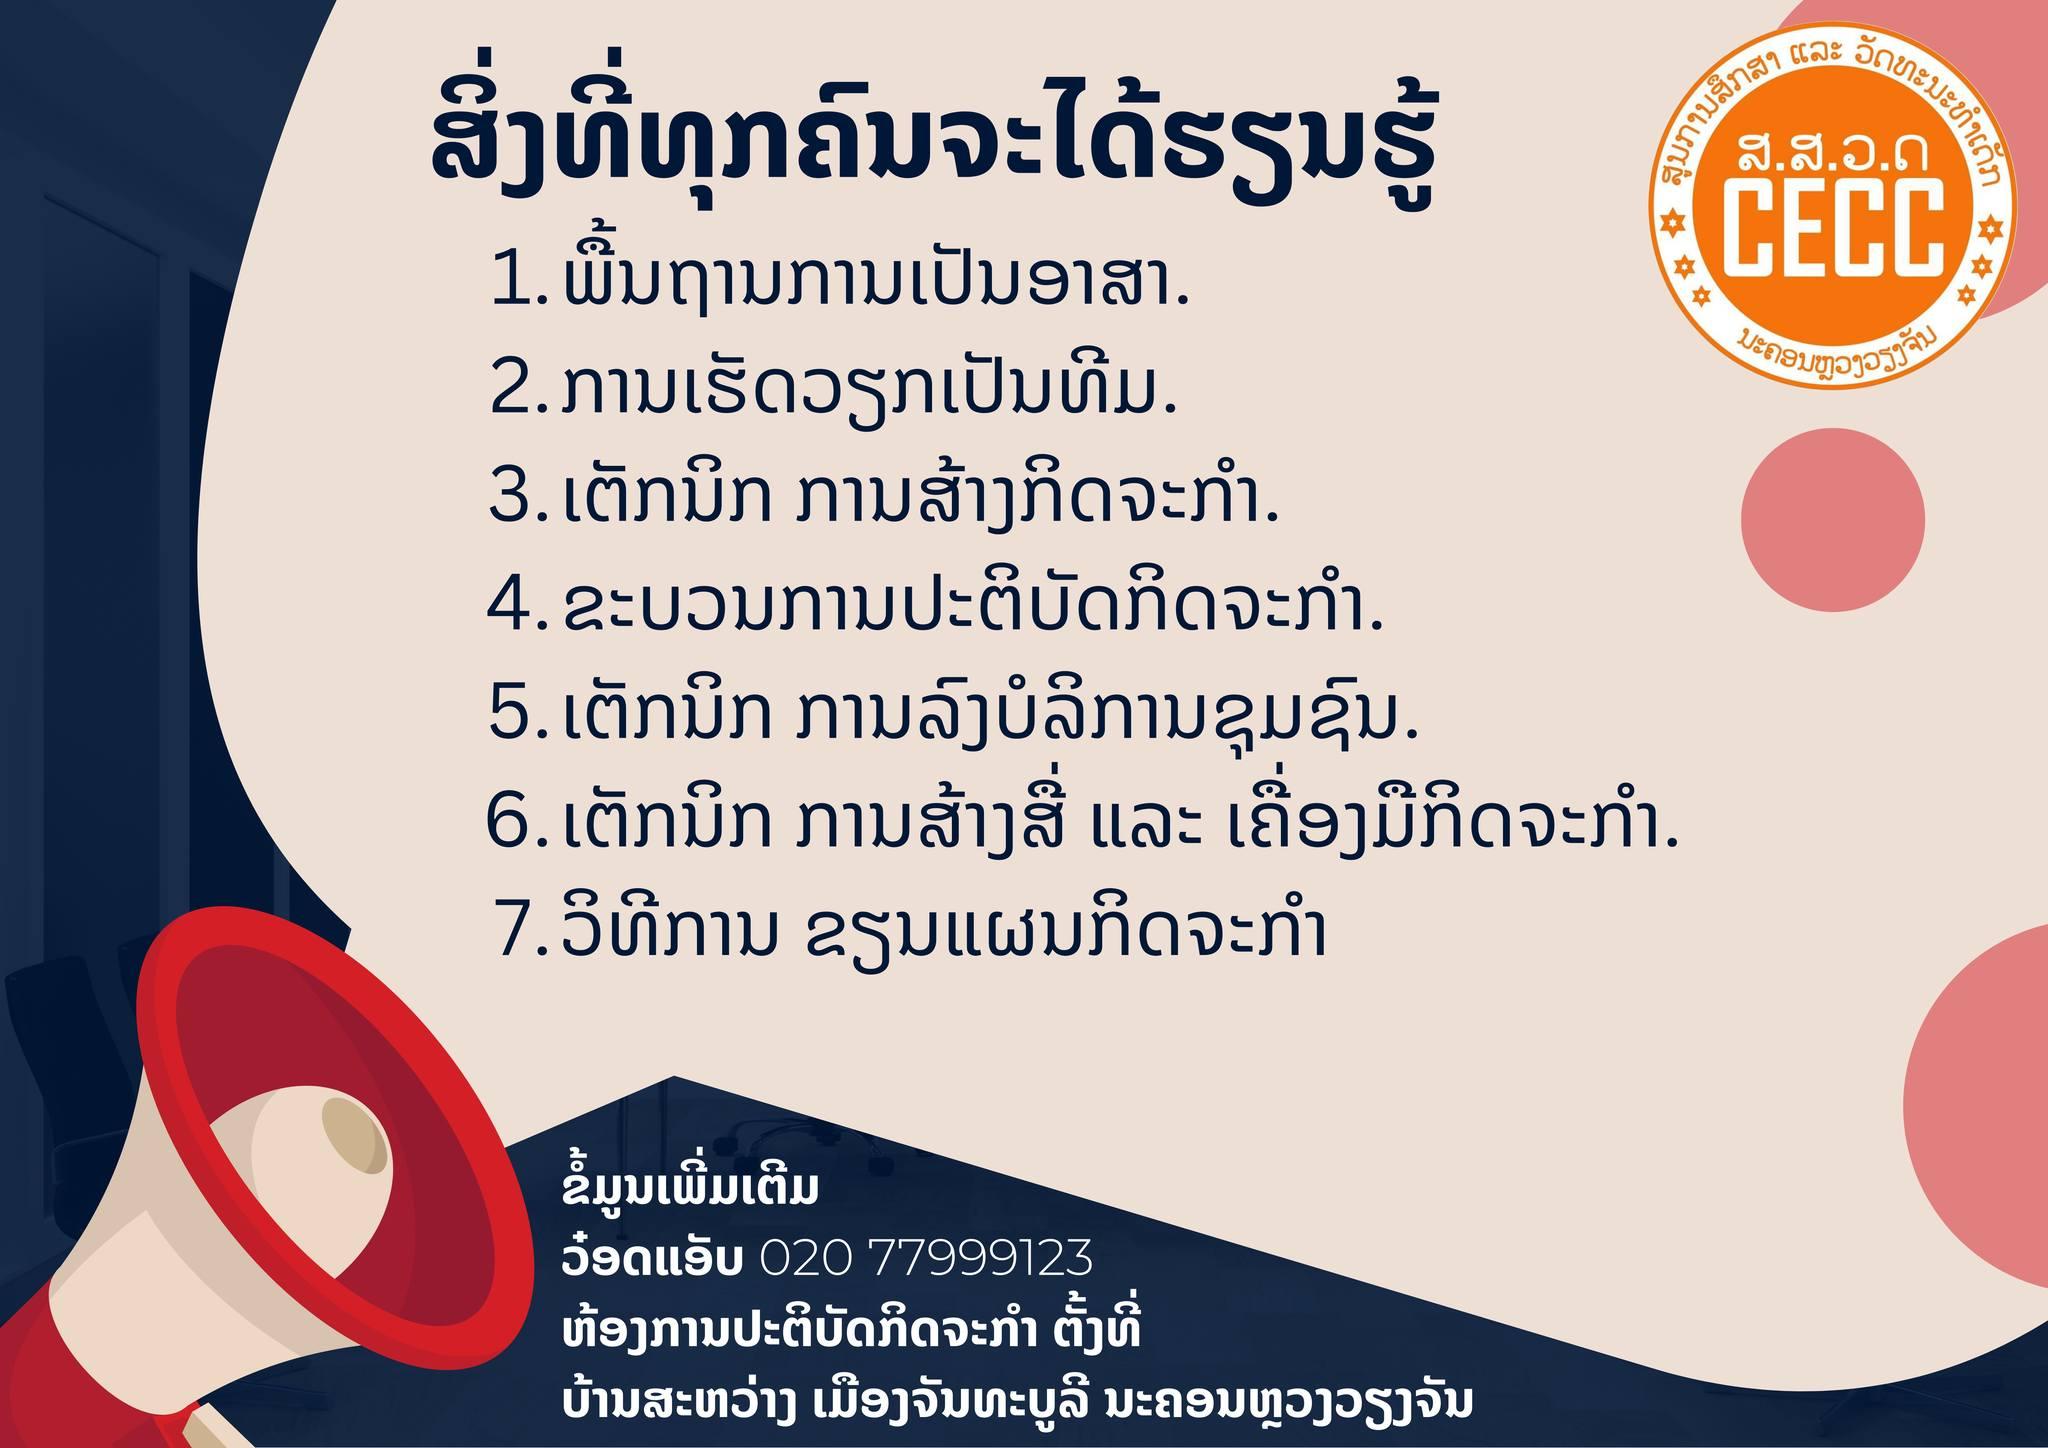 ສິ່ງທີ່ທຸກຄົນຈະໄດ້ຮຽນຮູ້
1. ພື້ນຖານການເປັນອາສາ.
2. ການເຮັດວຽກເປັນທີມ.
3. ເຕັກນິກ ການສ້າງກິດຈະກຳ.
4. ຂະບວນການປະຕິບັດກິດຈະກຳ.
5. ເຕັກນິກ ການລົງບໍລິການຊຸມຊົນ.
6. ເຕັກນິກ ການສ້າງສື່ ແລະ ເຄື່ອງມືກິດຈະກຳ.
7. ວິທີການ ຂຽນແຜນກິດຈະກຳ
ສູນການສຶກສາ ແລະ ວັດທະນະທຳເດັກ
ສ.ສ.ວ.ດ
CECC
ນະຄອນຫຼວງວຽງຈັນ
ຂໍ້ມູນເພີ່ມເຕີມ
ວ໋ອດແອັບ 020 77999123
ຫ້ອງການປະຕິບັດກິດຈະກຳ ຕັ້ງທີ່
ບ້ານສະຫວ່າງ ເມືອງຈັນທະບູລີ ນະຄອນຫຼວງວຽງຈັນ